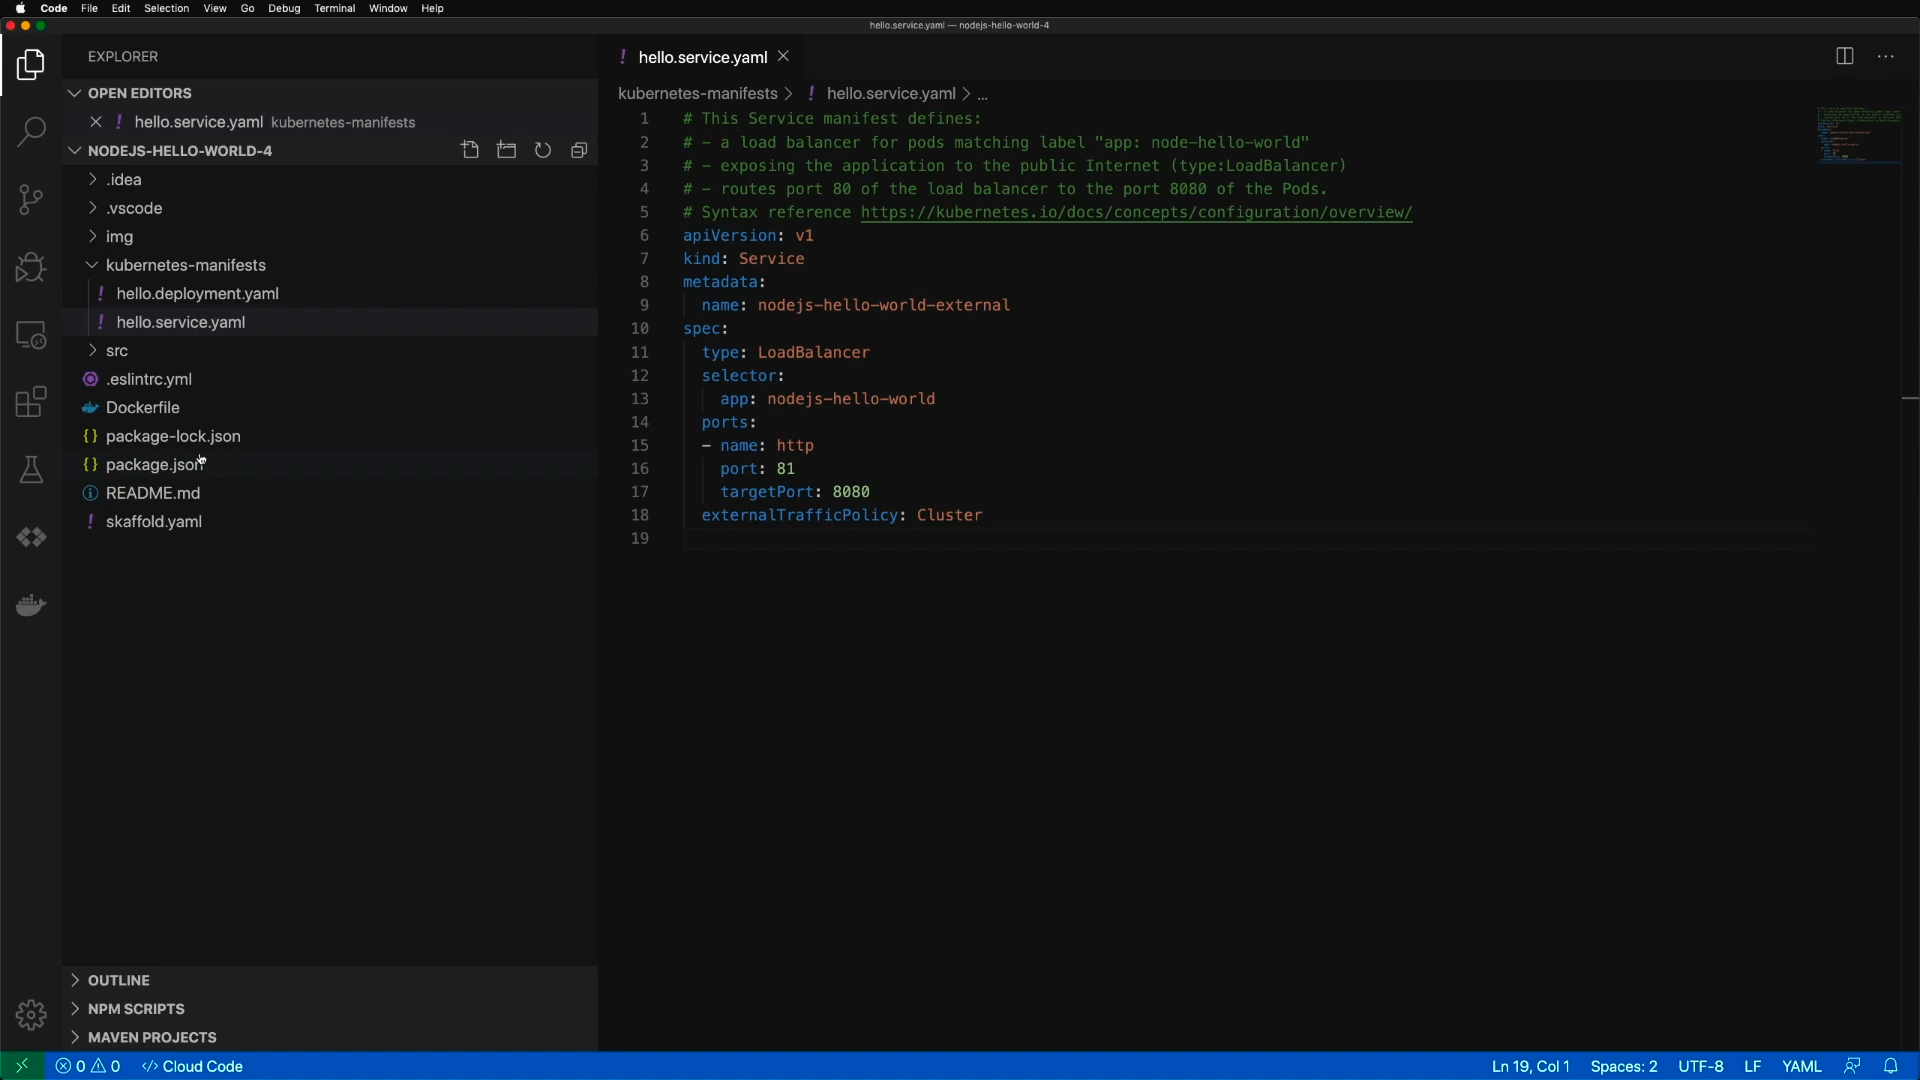 Code File Edit Selection View Go Debug Terminal Window Help
hello.service.yaml — nodejs-hello-world-4
EXPLORER
OPEN EDITORS
hello.service.yaml kubernetes-manifests
NODEJS-HELLO-WORLD-4
.idea
.vscode
img
kubernetes-manifests
hello.deployment.yaml
hello.service.yaml
src
.eslintrc.yml
Dockerfile
package-lock.json
package.json
README.md
skaffold.yaml
OUTLINE
NPM SCRIPTS
MAVEN PROJECTS
! hello.service.yaml
kubernetes-manifests > ! hello.service.yaml > ...
1 # This Service manifest defines:
2 # - a load balancer for pods matching label "app: node-hello-world"
3 # - exposing the application to the public Internet (type:LoadBalancer)
4 # - routes port 80 of the load balancer to the port 8080 of the Pods.
5 # Syntax reference https://kubernetes.io/docs/concepts/configuration/overview/
6 apiVersion: v1
7 kind: Service
8 metadata:
9 name: nodejs-hello-world-external
10 spec:
11 type: LoadBalancer
12 selector:
13 app: nodejs-hello-world
14 ports:
15 - name: http
16 port: 81
17 targetPort: 8080
18 externalTrafficPolicy: Cluster
19
0 0 </> Cloud Code Ln 19, Col 1 Spaces: 2 UTF-8 LF YAML